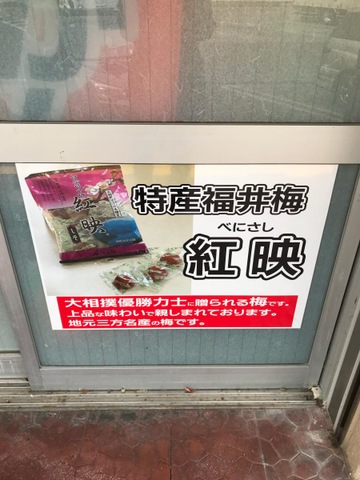 特産福井梅
べにさし
紅映
紅映
大相撲優勝力士に贈られる梅です。
上品な味わいで親しまれております。
地元三方名産の梅です。